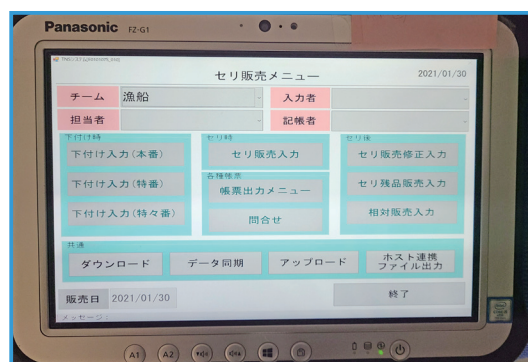 Panasonic FZ-G1
セリ販売メニュー 2021/01/30
チーム 漁船 入力者
担当者 記帳者
下付け時 セリ時 セリ後
下付け入力(本番) セリ販売入力 セリ販売修正入力
各種帳票
下付け入力(特番) 帳票出力メニュー セリ残品販売入力
下付け入力(特々番) 問合せ 相対販売入力
共通
ダウンロード データ同期 アップロード ホスト連携
ファイル出力
販売日 2021/01/30 終了
メッセージ:
A1 A2